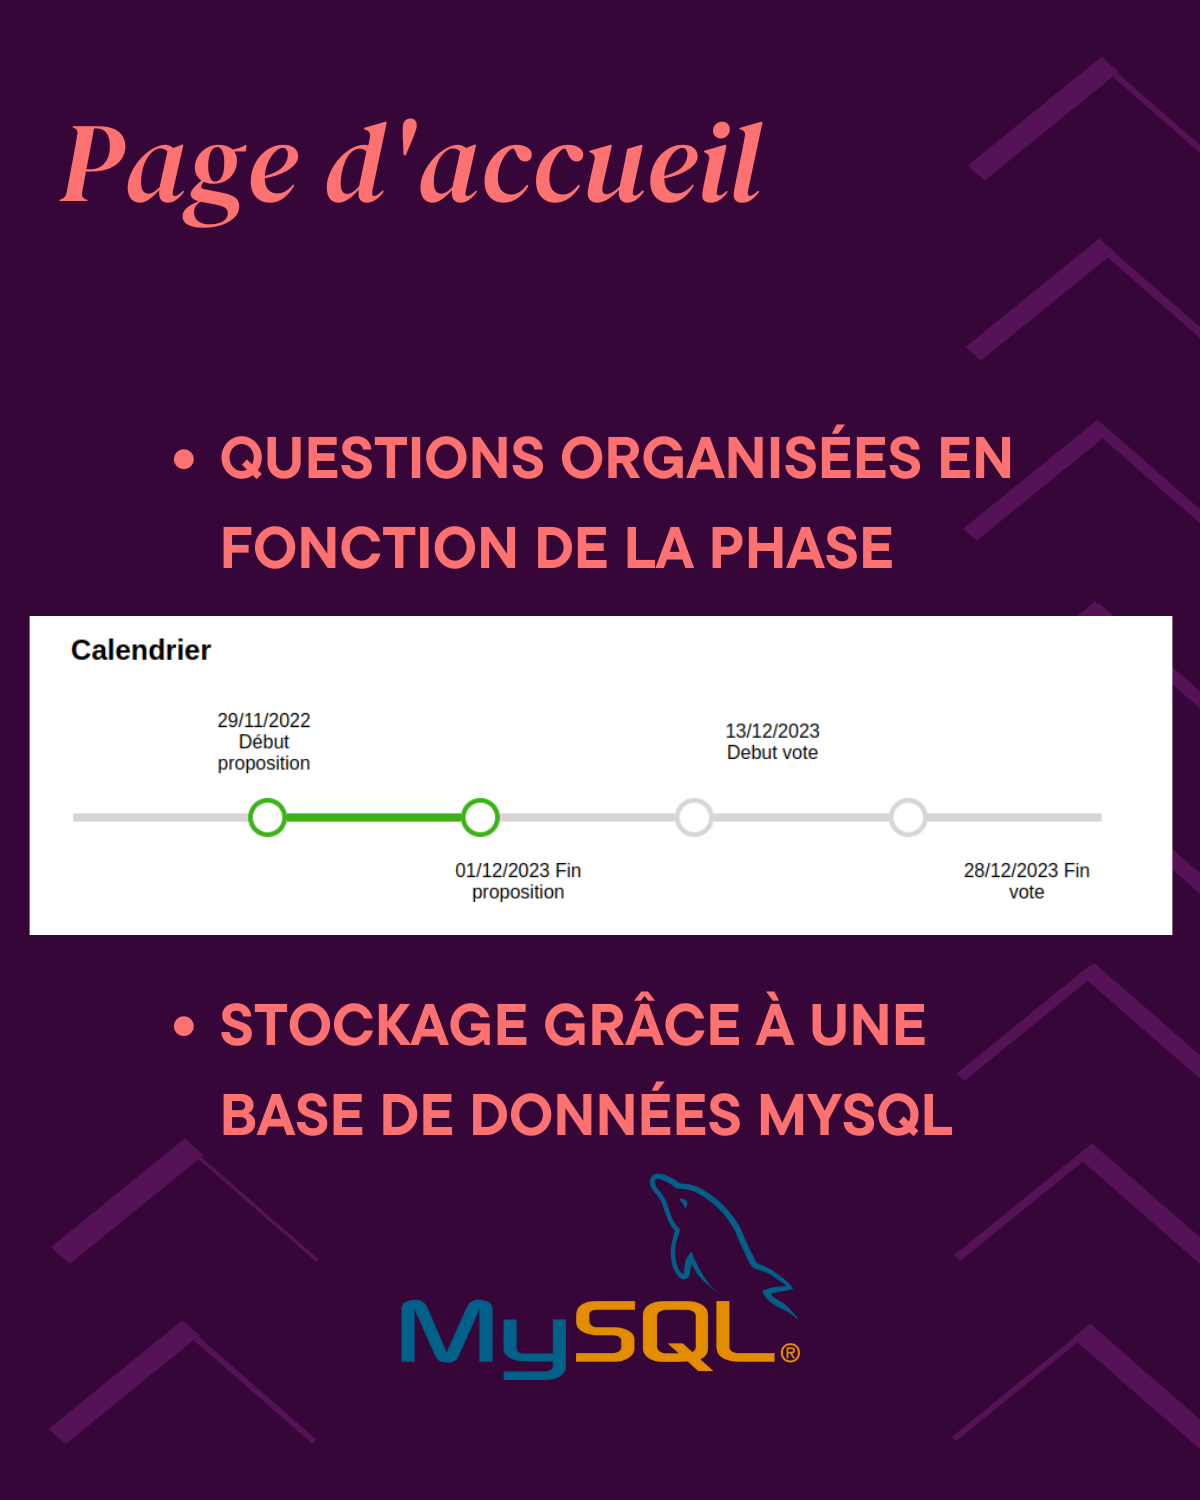 Page d'accueil
• QUESTIONS ORGANISÉES EN
FONCTION DE LA PHASE
Calendrier
29/11/2022
Début
proposition
13/12/2023
Debut vote
01/12/2023 Fin
proposition
28/12/2023 Fin
vote
• STOCKAGE GRÂCE À UNE
BASE DE DONNÉES MYSQL
MySQL®